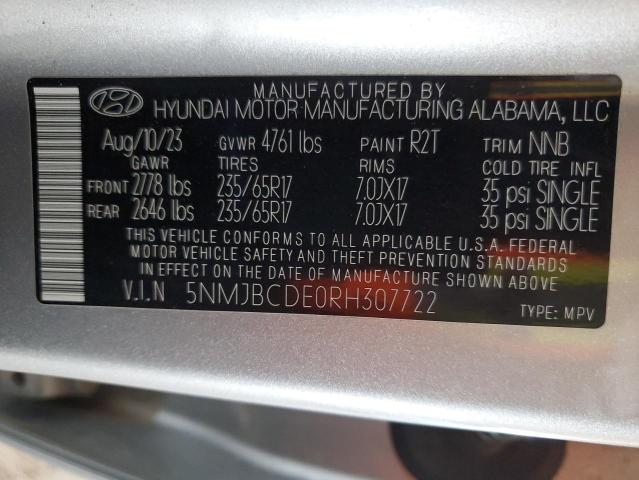 MANUFACTURED BY
HYUNDAI MOTOR MANUFACTURING ALABAMA, LLC
Aug/10/23 GVWR 4761 lbs PAINT R2T TRIM NNB
GAWR TIRES RIMS COLD TIRE INFL
FRONT 2778 lbs 235/65R17 7.0JX17 35 psi SINGLE
REAR 2646 lbs 235/65R17 7.0JX17 35 psi SINGLE
THIS VEHICLE CONFORMS TO ALL APPLICABLE U.S.A. FEDERAL
MOTOR VEHICLE SAFETY AND THEFT PREVENTION STANDARDS
IN EFFECT ON THE DATE OF MANUFACTURE SHOWN ABOVE
V.I.N 5NMJBCDE0RH307722
TYPE: MPV